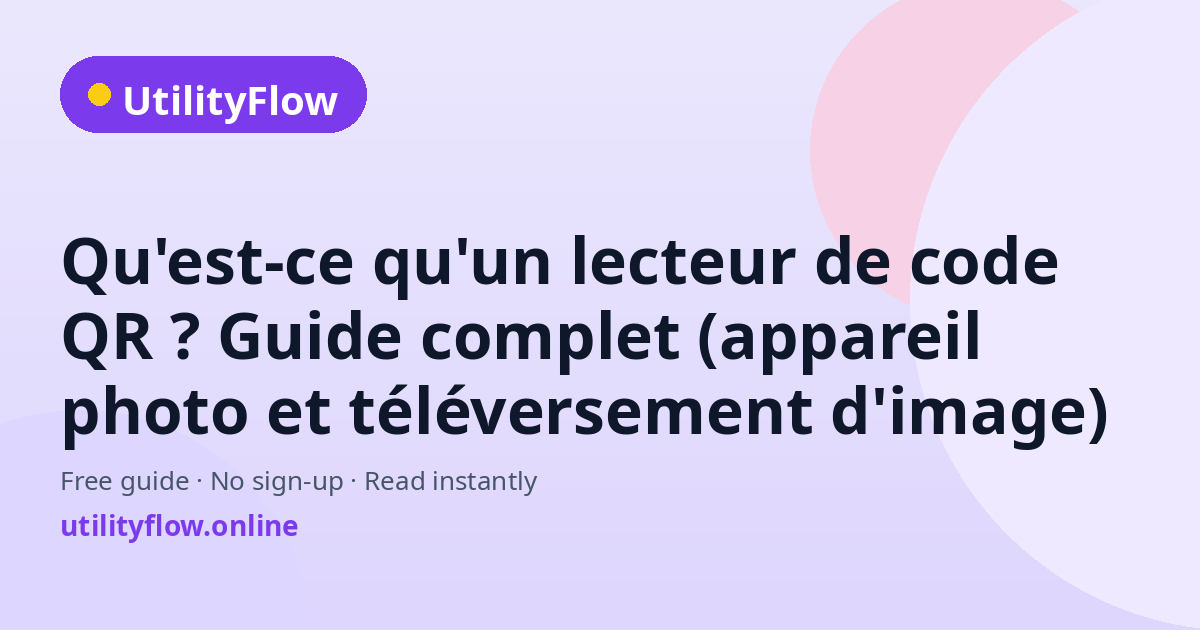 UtilityFlow
Qu'est-ce qu'un lecteur de code
QR ? Guide complet (appareil
photo et téléversement d'image)
Free guide · No sign-up · Read instantly
utilityflow.online